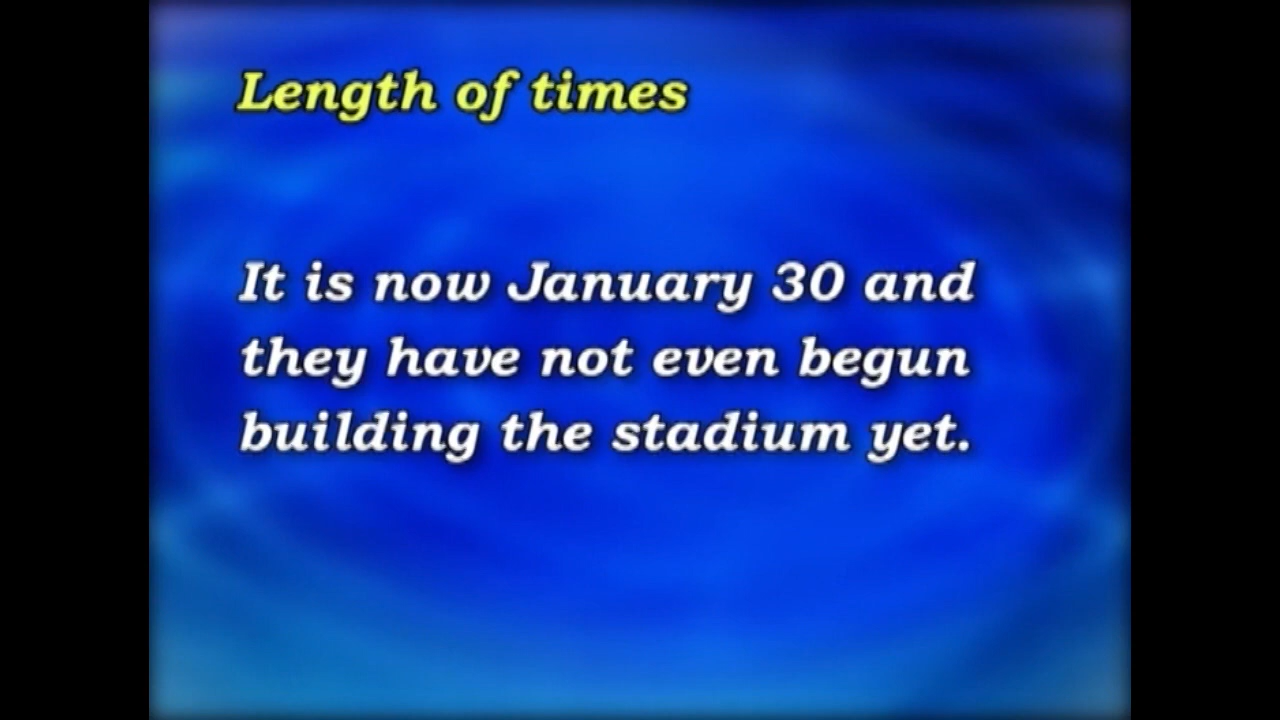 Length of times
It is now January 30 and
they have not even begun
building the stadium yet.